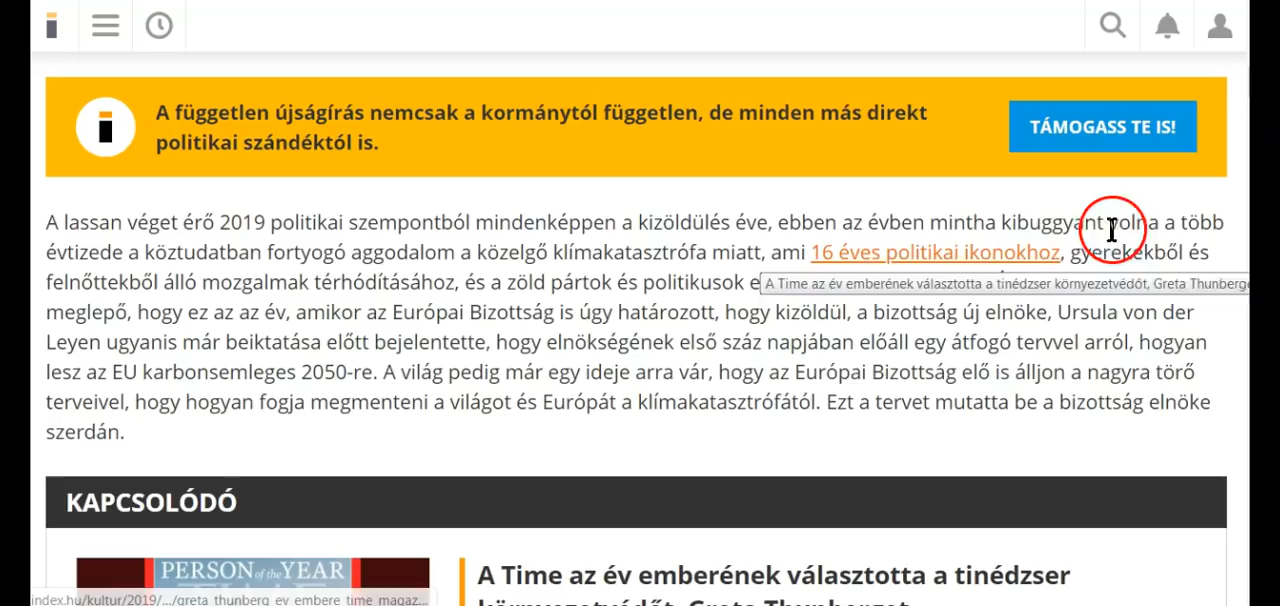 A független újságírás nemcsak a kormánytól független, de minden más direkt
politikai szándéktól is.
TÁMOGASS TE IS!
A lassan véget érő 2019 politikai szempontból mindenképpen a kizöldülés éve, ebben az évben mintha kibuggyant volna a több
évtizede a köztudatban fortyogó aggodalom a közelgő klímakatasztrófa miatt, ami 16 éves politikai ikonokhoz, gyerekekből és
felnőttekből álló mozgalmak térhódításához, és a zöld pártok és politikusok
A Time az év emberének választotta a tinédzser környezetvédőt, Greta Thunberg
meglepő, hogy ez az az év, amikor az Európai Bizottság is úgy határozott, hogy kizöldül, a bizottság új elnöke, Ursula von der
Leyen ugyanis már beiktatása előtt bejelentette, hogy elnökségének első száz napjában előáll egy átfogó tervvel arról, hogyan
lesz az EU karbonsemleges 2050-re. A világ pedig már egy ideje arra vár, hogy az Európai Bizottság elő is álljon a nagyra törő
terveivel, hogy hogyan fogja megmenteni a világot és Európát a klímakatasztrófától. Ezt a tervet mutatta be a bizottság elnöke
szerdán.
KAPCSOLÓDÓ
PERSON of the YEAR
A Time az év emberének választotta a tinédzser
környezetvédőt, Greta Thunberget
index.hu/kultur/2019/.../greta_thunberg_ev_embere_time_magaz...